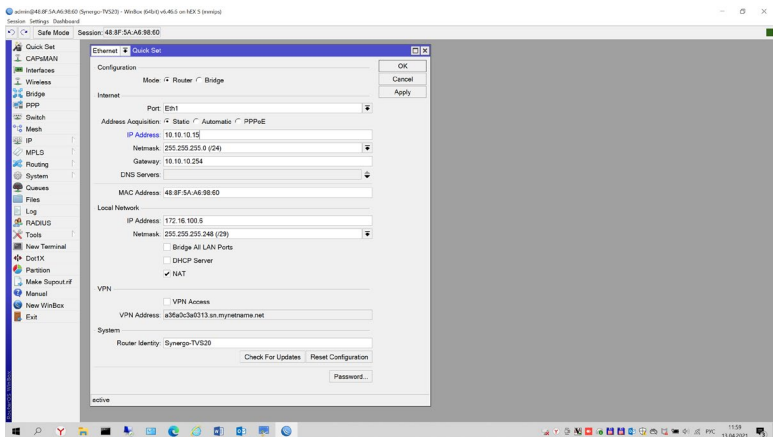 admin@48:8F:5A:A6:98:60 (Synergo-TVS20) - WinBox (64bit) v6.46.6 on hEX S (mmips)
Session Settings Dashboard
Safe Mode Session: 48:8F:5A:A6:98:60
Quick Set
CAPsMAN
Interfaces
Wireless
Bridge
PPP
Switch
Mesh
IP
MPLS
Routing
System
Queues
Files
Log
RADIUS
Tools
New Terminal
Dot1X
Partition
Make Supout.rif
Manual
New WinBox
Exit
RouterOS WinBox
Ethernet Quick Set
OK
Cancel
Apply
Configuration
Mode: Router Bridge
Internet
Port: Eth1
Address Acquisition: Static Automatic PPPoE
IP Address: 10.10.10.15
Netmask: 255.255.255.0 (/24)
Gateway: 10.10.10.254
DNS Servers:
MAC Address: 48:8F:5A:A6:98:60
Local Network
IP Address: 172.16.100.6
Netmask: 255.255.255.248 (/29)
Bridge All LAN Ports
DHCP Server
NAT
VPN
VPN Access
VPN Address: a36a0c3a0313.sn.mynetname.net
System
Router Identity: Synergo-TVS20
Check For Updates Reset Configuration
Password...
active
РУС
11:59
13.04.2021